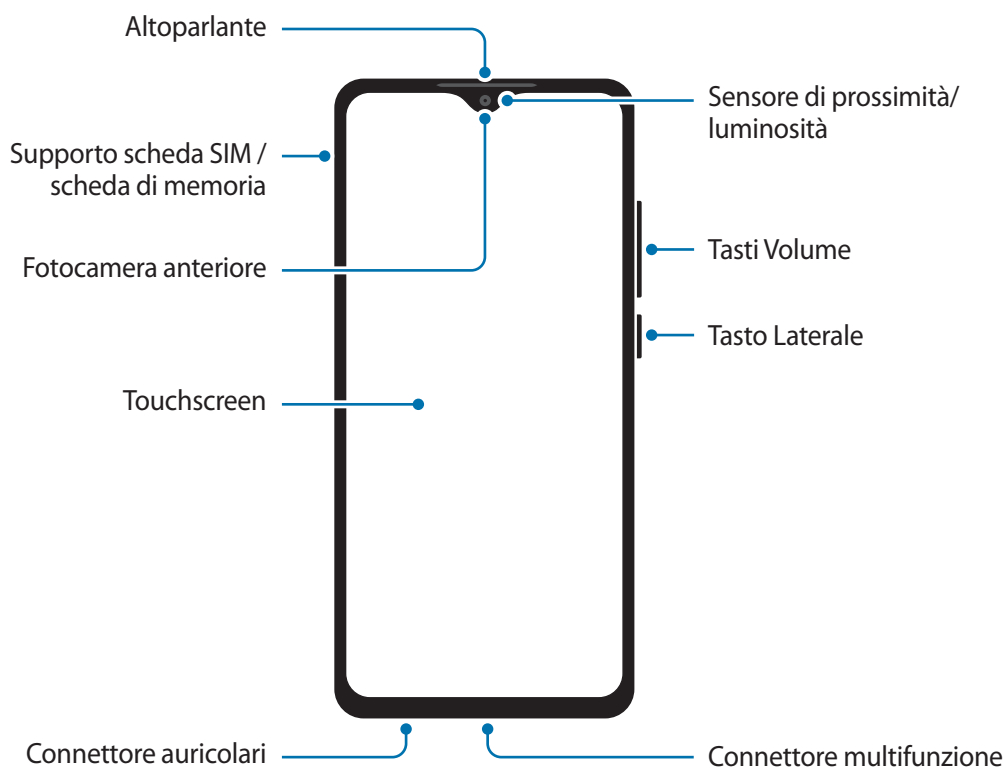 Altoparlante
Sensore di prossimità/
luminosità
Supporto scheda SIM /
scheda di memoria
Tasti Volume
Fotocamera anteriore
Tasto Laterale
Touchscreen
Connettore auricolari
Connettore multifunzione